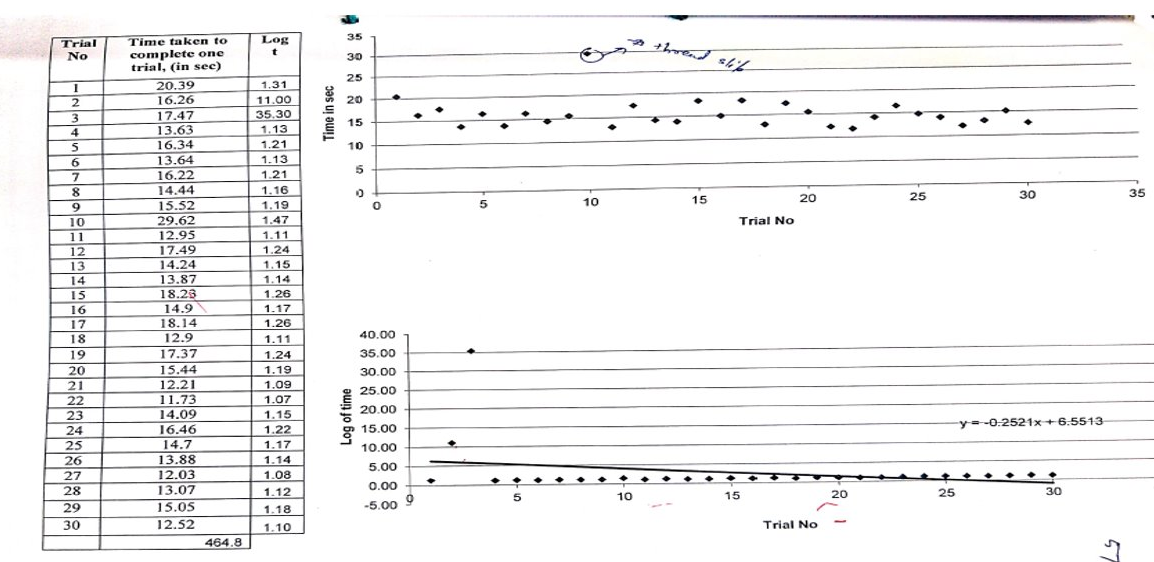 Trial No Time taken to complete one trial, (in sec) Log t
1 20.39 1.31
2 16.26 11.00
3 17.47 35.30
4 13.63 1.13
5 16.34 1.21
6 13.64 1.13
7 16.22 1.21
8 14.44 1.16
9 15.52 1.19
10 29.62 1.47
11 12.95 1.11
12 17.49 1.24
13 14.24 1.15
14 13.87 1.14
15 18.23 1.26
16 14.9 1.17
17 18.14 1.26
18 12.9 1.11
19 17.37 1.24
20 15.44 1.19
21 12.21 1.09
22 11.73 1.07
23 14.09 1.15
24 16.46 1.22
25 14.7 1.17
26 13.88 1.14
27 12.03 1.08
28 13.07 1.12
29 15.05 1.18
30 12.52 1.10
464.8
35
30
25
20
15
10
5
0
Time in sec
thread slip
0 5 10 15 20 25 30 35
Trial No
40.00
35.00
30.00
25.00
20.00
15.00
10.00
5.00
0.00
-5.00
Log of time
y = -0.2521x + 6.5513
0 5 10 15 20 25 30
Trial No